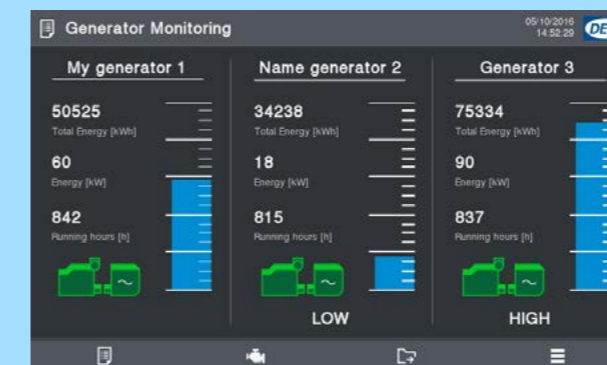 Generator Monitoring
05/10/2016
14:52:29
DE
My generator 1
50525
Total Energy [kWh]
60
Energy [kW]
842
Running hours [h]
Name generator 2
34238
Total Energy [kWh]
18
Energy [kW]
815
Running hours [h]
LOW
Generator 3
75334
Total Energy [kWh]
90
Energy [kW]
837
Running hours [h]
HIGH